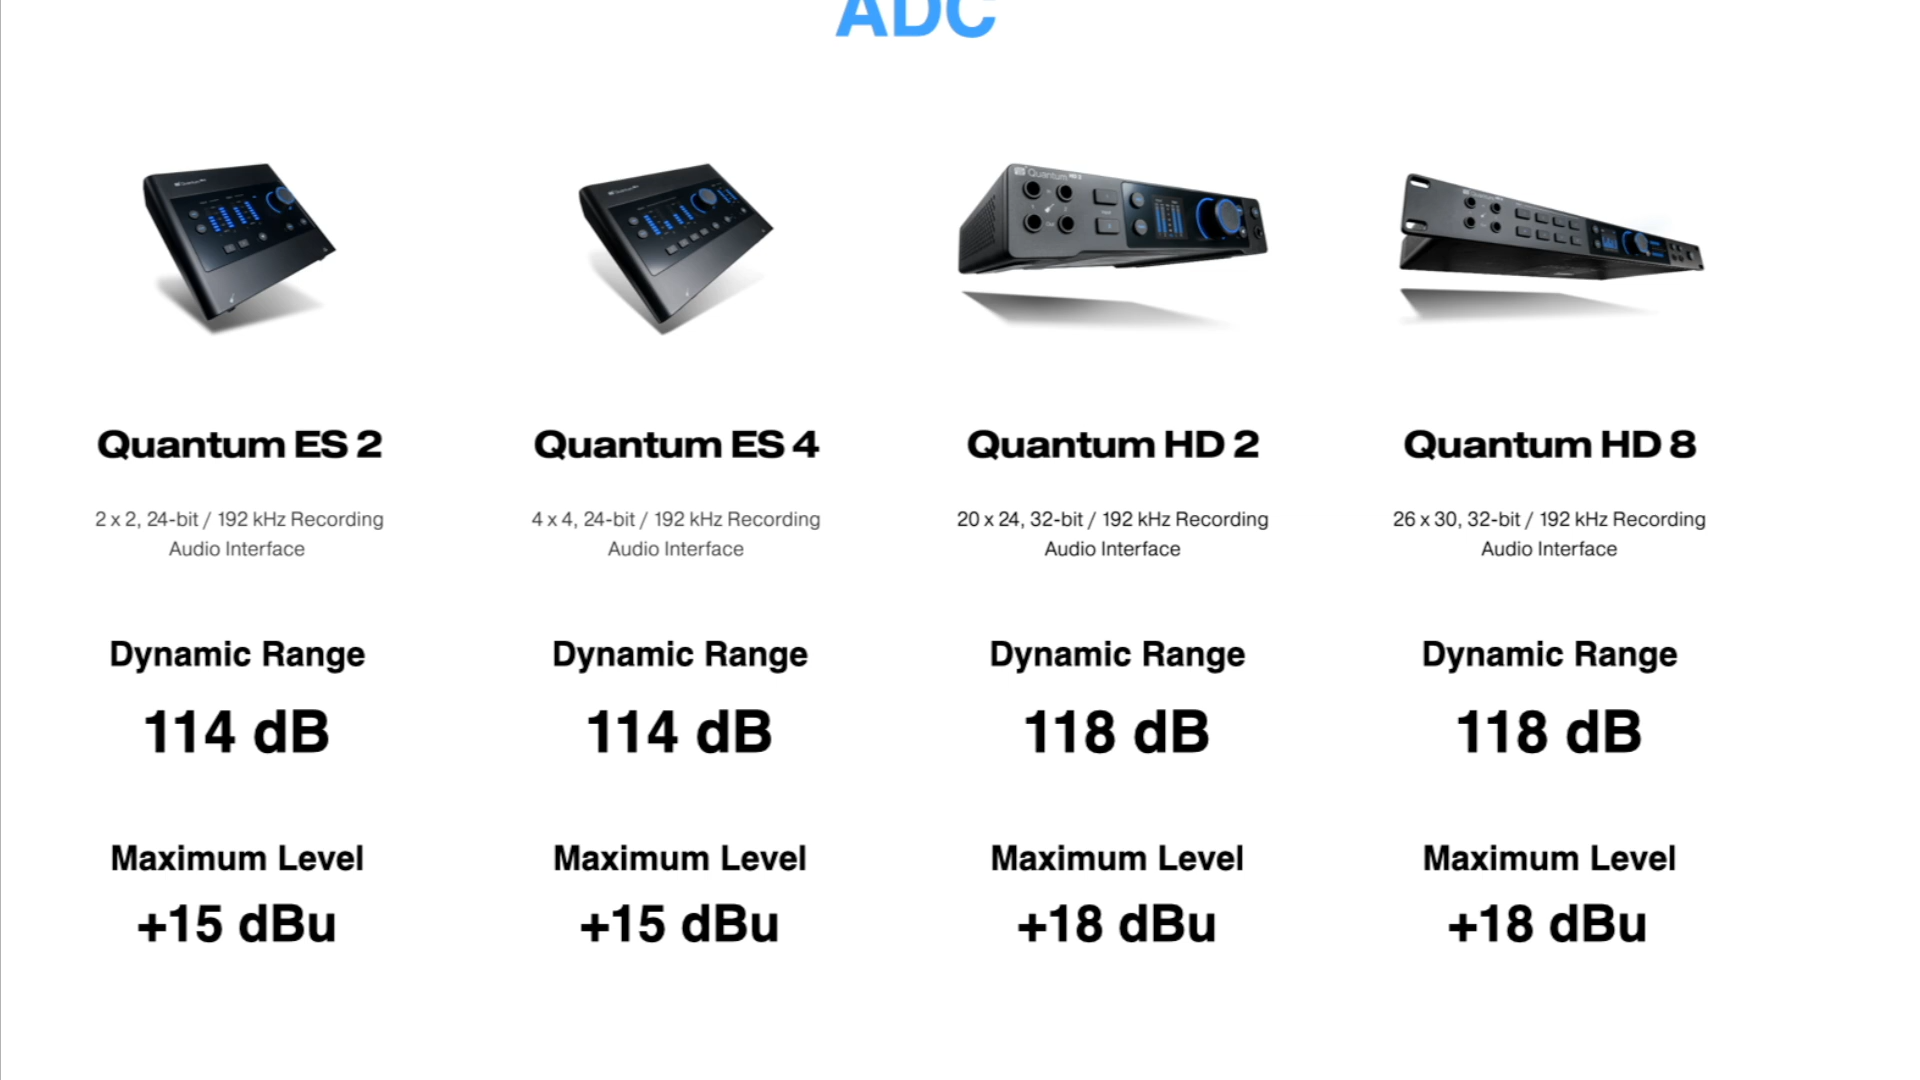 ADC
Quantum HD 2
Quantum ES 2
Quantum ES 4
Quantum HD 2
Quantum HD 8
2 x 2, 24-bit / 192 kHz Recording
Audio Interface
4 x 4, 24-bit / 192 kHz Recording
Audio Interface
20 x 24, 32-bit / 192 kHz Recording
Audio Interface
26 x 30, 32-bit / 192 kHz Recording
Audio Interface
Dynamic Range
114 dB
Dynamic Range
114 dB
Dynamic Range
118 dB
Dynamic Range
118 dB
Maximum Level
+15 dBu
Maximum Level
+15 dBu
Maximum Level
+18 dBu
Maximum Level
+18 dBu